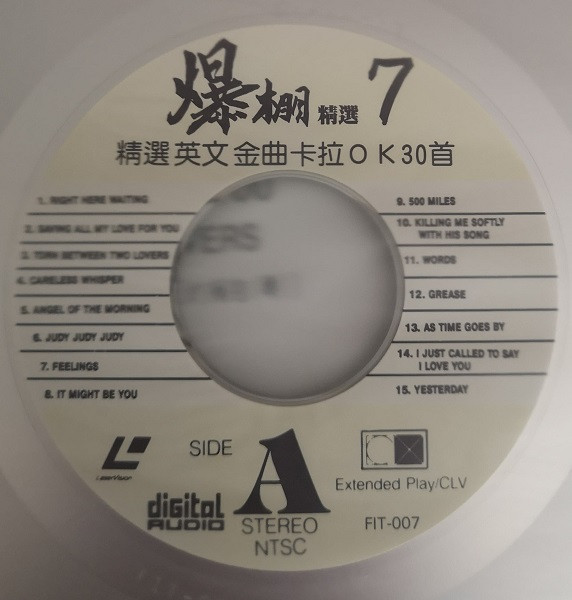 爆棚 精選 7
精選英文金曲卡拉OK30首
1. RIGHT HERE WAITING
2. SAVING ALL MY LOVE FOR YOU
3. TORN BETWEEN TWO LOVERS
4. CARELESS WHISPER
5. ANGEL OF THE MORNING
6. JUDY JUDY JUDY
7. FEELINGS
8. IT MIGHT BE YOU
9. 500 MILES
10. KILLING ME SOFTLY
WITH HIS SONG
11. WORDS
12. GREASE
13. AS TIME GOES BY
14. I JUST CALLED TO SAY
I LOVE YOU
15. YESTERDAY
VERS
LaserVision
digital
AUDIO
SIDE A
STEREO
NTSC
Extended Play/CLV
FIT-007